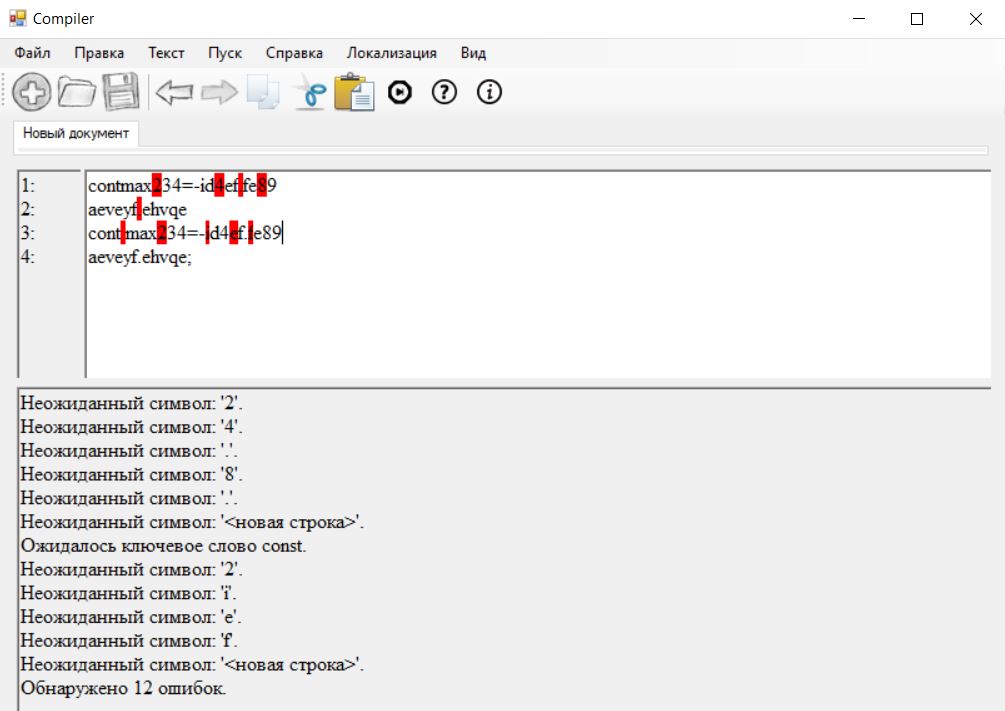 Compiler
Файл Правка Текст Пуск Справка Локализация Вид
Новый документ
1: contmax234=-id4ef.fe89
2: aeveyf.ehvqe
3: cont max234=-id4ef.fe89
4: aeveyf.ehvqe;
Неожиданный символ: '2'.
Неожиданный символ: '4'.
Неожиданный символ: '.'.
Неожиданный символ: '8'.
Неожиданный символ: '.'.
Неожиданный символ: '<новая строка>'.
Ожидалось ключевое слово const.
Неожиданный символ: '2'.
Неожиданный символ: 'i'.
Неожиданный символ: 'e'.
Неожиданный символ: 'f'.
Неожиданный символ: '<новая строка>'.
Обнаружено 12 ошибок.